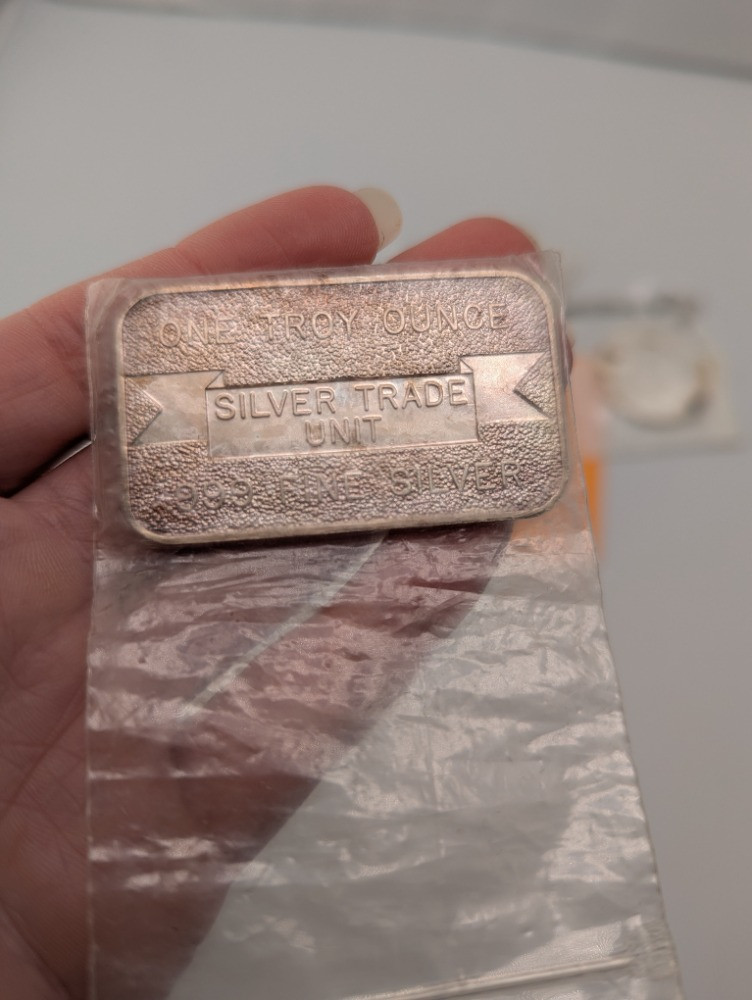 ONE TROY OUNCE
SILVER TRADE
UNIT
999 FINE SILVER